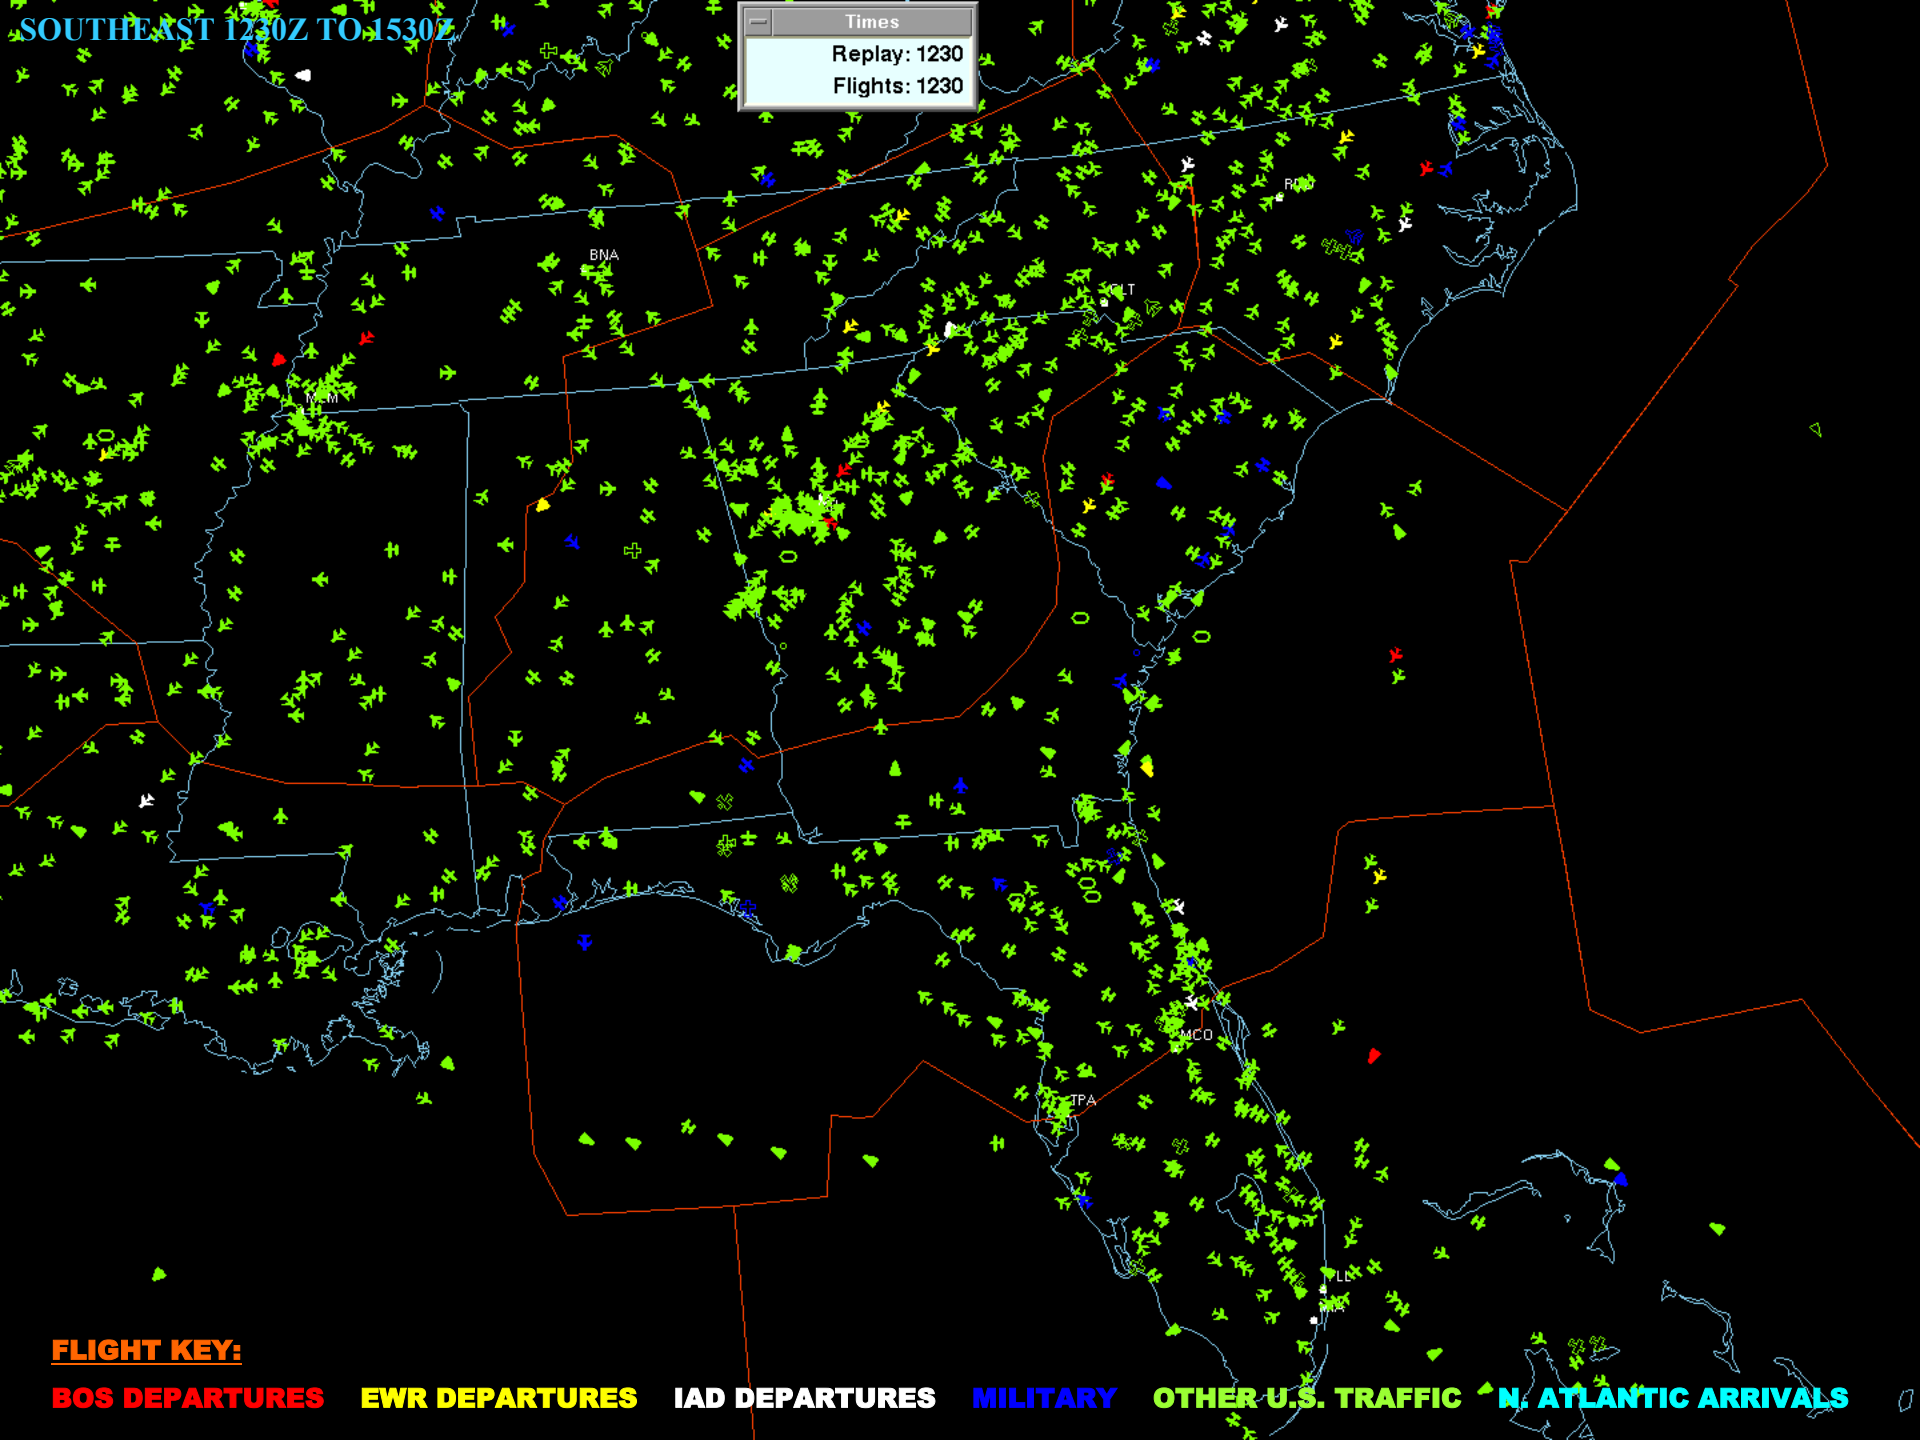 SOUTHEAST 1230Z TO 1530Z
Times
Replay: 1230
Flights: 1230
BNA
MCO
TPA
FLIGHT KEY:
BOS DEPARTURES EWR DEPARTURES IAD DEPARTURES MILITARY OTHER U.S. TRAFFIC N. ATLANTIC ARRIVALS